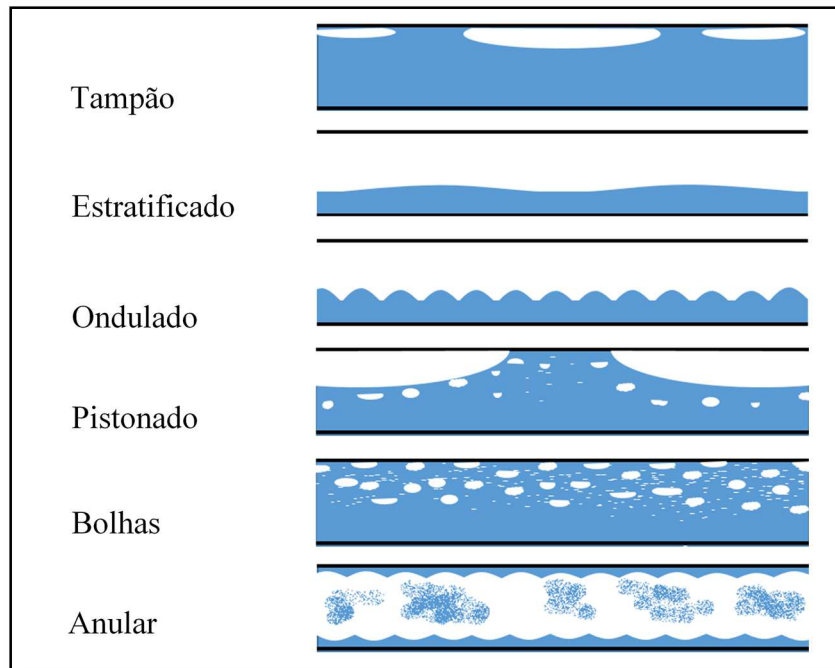 Tampão
Estratificado
Ondulado
Pistonado
Bolhas
Anular